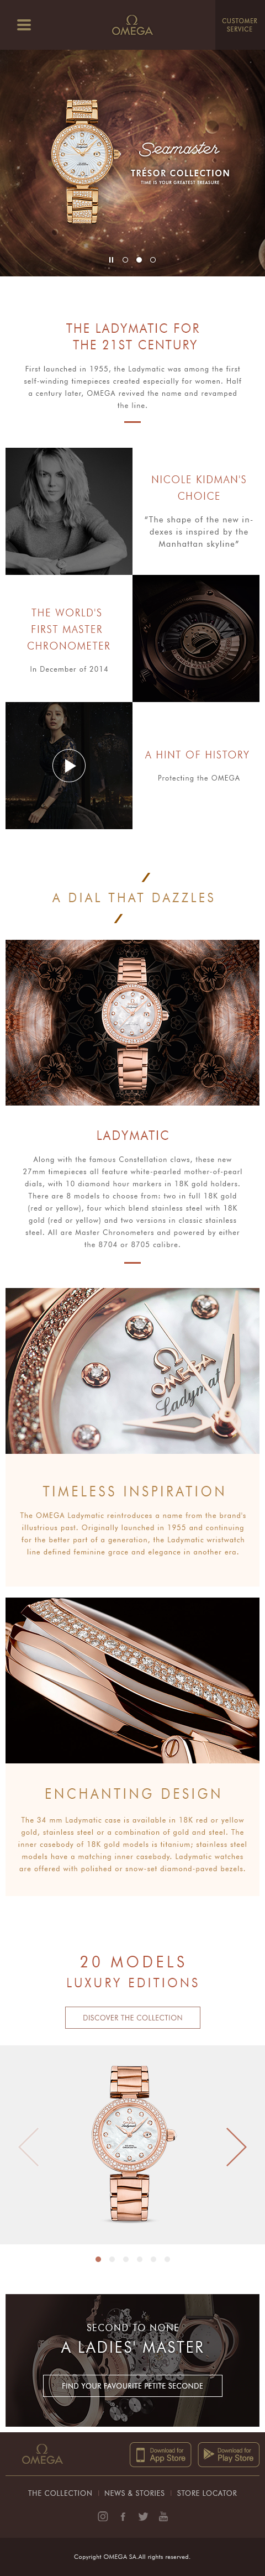 OMEGA
CUSTOMER
SERVICE
Seamaster
TRÉSOR COLLECTION
TIME IS YOUR GREATEST TREASURE
THE LADYMATIC FOR
THE 21ST CENTURY
First launched in 1955, the Ledymatic was among the first
self-winding timepieces created especially for women. Half
a century later, OMEGA revived the name and revamped
the line.
NICOLE KIDMAN'S
CHOICE
“The shape of the new in-
dexes is inspired by the
Manhattan skyline”
THE WORLD'S
FIRST MASTER
CHRONOMETER
In December of 2014
A HINT OF HISTORY
Protecting the OMEGA
A DIAL THAT DAZZLES
LADYMATIC
Along with the famous Constellation claws, these new
27mm timepieces all feature white-pearled mother-of-pearl
dials, with 10 diamond hour markers in 18K gold holders.
There are 8 models to choose from: two in full 18K gold
(red or yellow), four which blend stainless steel with 18K
gold (red or yellow) and two versions in classic stainless
steel. All are Master Chronometers and powered by either
the 8704 or 8705 calibre.
OMEGA
Ladymatic
TIMELESS INSPIRATION
The OMEGA Ladymatic reintroduces a name from the brand's
illustrious past. Originally launched in 1955 and continuing
for the better part of a generation, the Ladymatic wristwatch
line defined feminine grace and elegance in another era.
ENCHANTING DESIGN
The 34 mm Ladymatic case is available in 18K red or yellow
gold, stainless steel or a combination of gold and steel. The
inner casebody of 18K gold models is titanium; stainless steel
models have a matching inner casebody. Ladymatic watches
are offered with polished or snow-set diamond-paved bezels.
20 MODELS
LUXURY EDITIONS
DISCOVER THE COLLECTION
SECOND TO NONE
A LADIES' MASTER
FIND YOUR FAVOURITE PETITE SECONDE
OMEGA
Download for
App Store
Download for
Play Store
THE COLLECTION | NEWS & STORIES | STORE LOCATOR
Copyright OMEGA SA.All rights reserved.